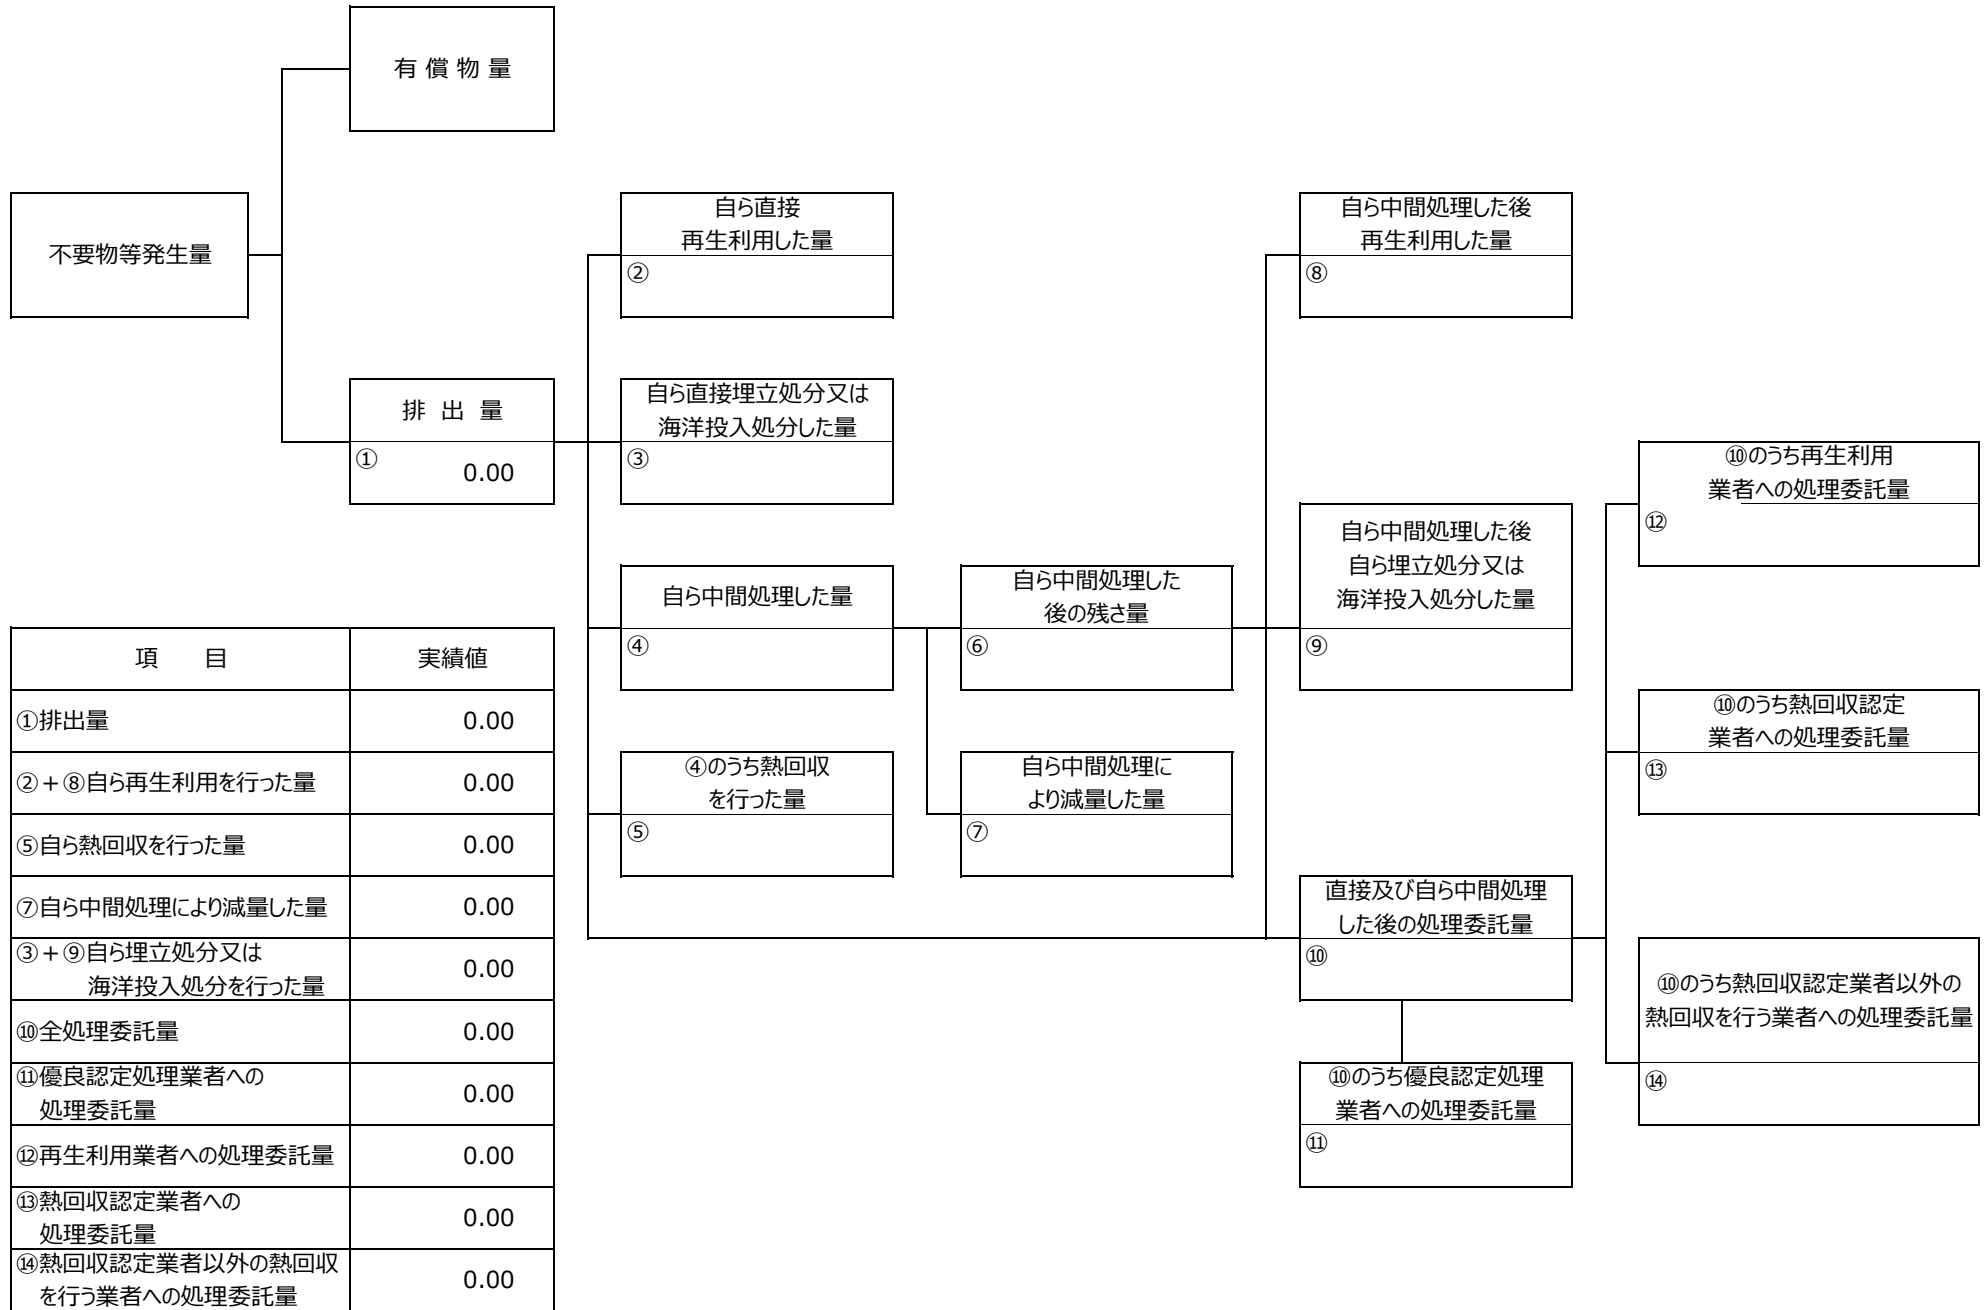 有償物量
不要物等発生量
自ら直接
再生利用した量
②
自ら中間処理した後
再生利用した量
⑧
排出量
①
0.00
自ら直接埋立処分又は
海洋投入処分した量
③
⑩のうち再生利用
業者への処理委託量
⑫
自ら中間処理した量
④
自ら中間処理した
後の残さ量
⑥
自ら中間処理した後
自ら埋立処分又は
海洋投入処分した量
⑨
④のうち熱回収
を行った量
⑤
自ら中間処理に
より減量した量
⑦
⑩のうち熱回収認定
業者への処理委託量
⑬
直接及び自ら中間処理
した後の処理委託量
⑩
⑩のうち熱回収認定業者以外の
熱回収を行う業者への処理委託量
⑭
⑩のうち優良認定処理
業者への処理委託量
⑪
項目 実績値
①排出量 0.00
②+⑧自ら再生利用を行った量 0.00
⑤自ら熱回収を行った量 0.00
⑦自ら中間処理により減量した量 0.00
③+⑨自ら埋立処分又は
海洋投入処分を行った量 0.00
⑩全処理委託量 0.00
⑪優良認定処理業者への
処理委託量 0.00
⑫再生利用業者への処理委託量 0.00
⑬熱回収認定業者への
処理委託量 0.00
⑭熱回収認定業者以外の熱回収
を行う業者への処理委託量 0.00